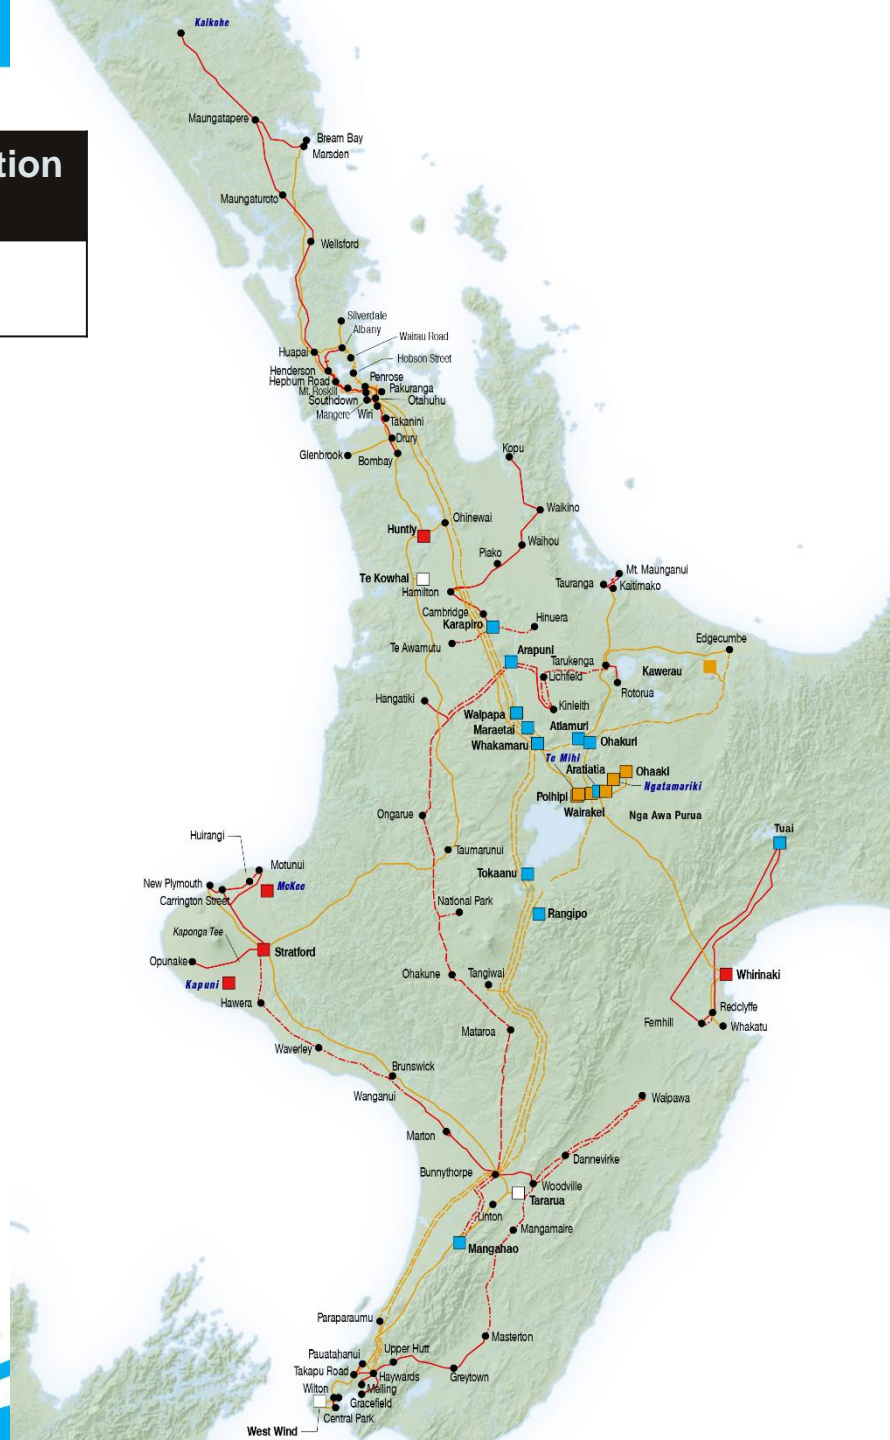 Kaikohe
Maungatapere
Bream Bay
Marsden
tion
Maungaturoto
Wellsford
Silverdale
Albany
Wairau Road
Huapai
Hobson Street
Henderson
Hepburn Road
Penrose
Mt. Roskill
Pakuranga
Southdown
Otahuhu
Mangere
Wiri
Takanini
Drury
Glenbrook
Bombay
Kopu
Waikino
Ohinewai
Huntly
Waihou
Piako
Te Kowhai
Mt. Maunganui
Tauranga
Kaitimako
Hamilton
Cambridge
Karapiro
Hinuera
Edgecumbe
Te Awamutu
Arapuni
Tarukenga
Kawerau
Lichfield
Rotorua
Hangatiki
Kinleith
Waipapa
Maraetai
Atiamuri
Whakamaru
Ohakuri
Te Mihi
Aratiatia
Ohaaki
Ngatamariki
Poihipi
Wairakei
Nga Awa Purua
Ongarue
Tuai
Huirangi
Taumarunui
Motunui
Tokaanu
New Plymouth
McKee
Carrington Street
National Park
Rangipo
Kaponga Tee
Stratford
Opunake
Ohakune
Tangiwai
Whirinaki
Kapuni
Hawera
Redclyffe
Fernhill
Whakatu
Mataroa
Waverley
Brunswick
Wanganui
Waipawa
Marton
Dannevirke
Bunnythorpe
Woodville
Tararua
Linton
Mangamaire
Mangahao
Paraparaumu
Masterton
Pauatahanui
Upper Hutt
Takapu Road
Haywards
Greytown
Melling
Wilton
Gracefield
Central Park
West Wind